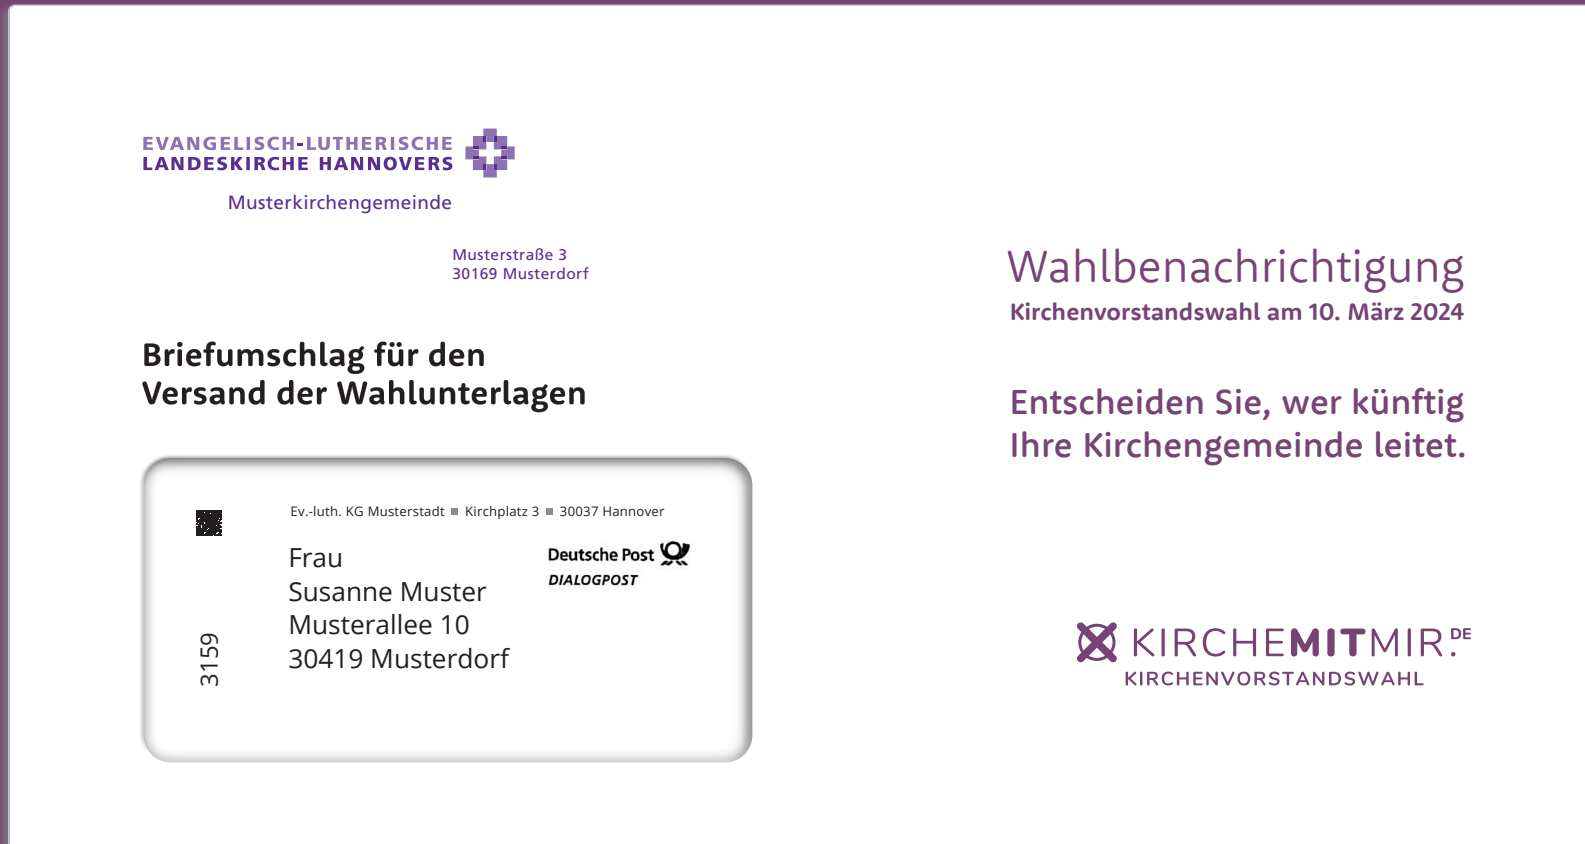 EVANGELISCH-LUTHERISCHE
LANDESKIRCHE HANNOVERS
Musterkirchengemeinde
Musterstraße 3
30169 Musterdorf
Briefumschlag für den
Versand der Wahlunterlagen
Ev.-luth. KG Musterstadt ■ Kirchplatz 3 ■ 30037 Hannover
Deutsche Post
DIALOGPOST
Frau
Susanne Muster
Musterallee 10
30419 Musterdorf
3159
Wahlbenachrichtigung
Kirchenvorstandswahl am 10. März 2024
Entscheiden Sie, wer künftig
Ihre Kirchengemeinde leitet.
KIRCHEMITMIR.DE
KIRCHENVORSTANDSWAHL